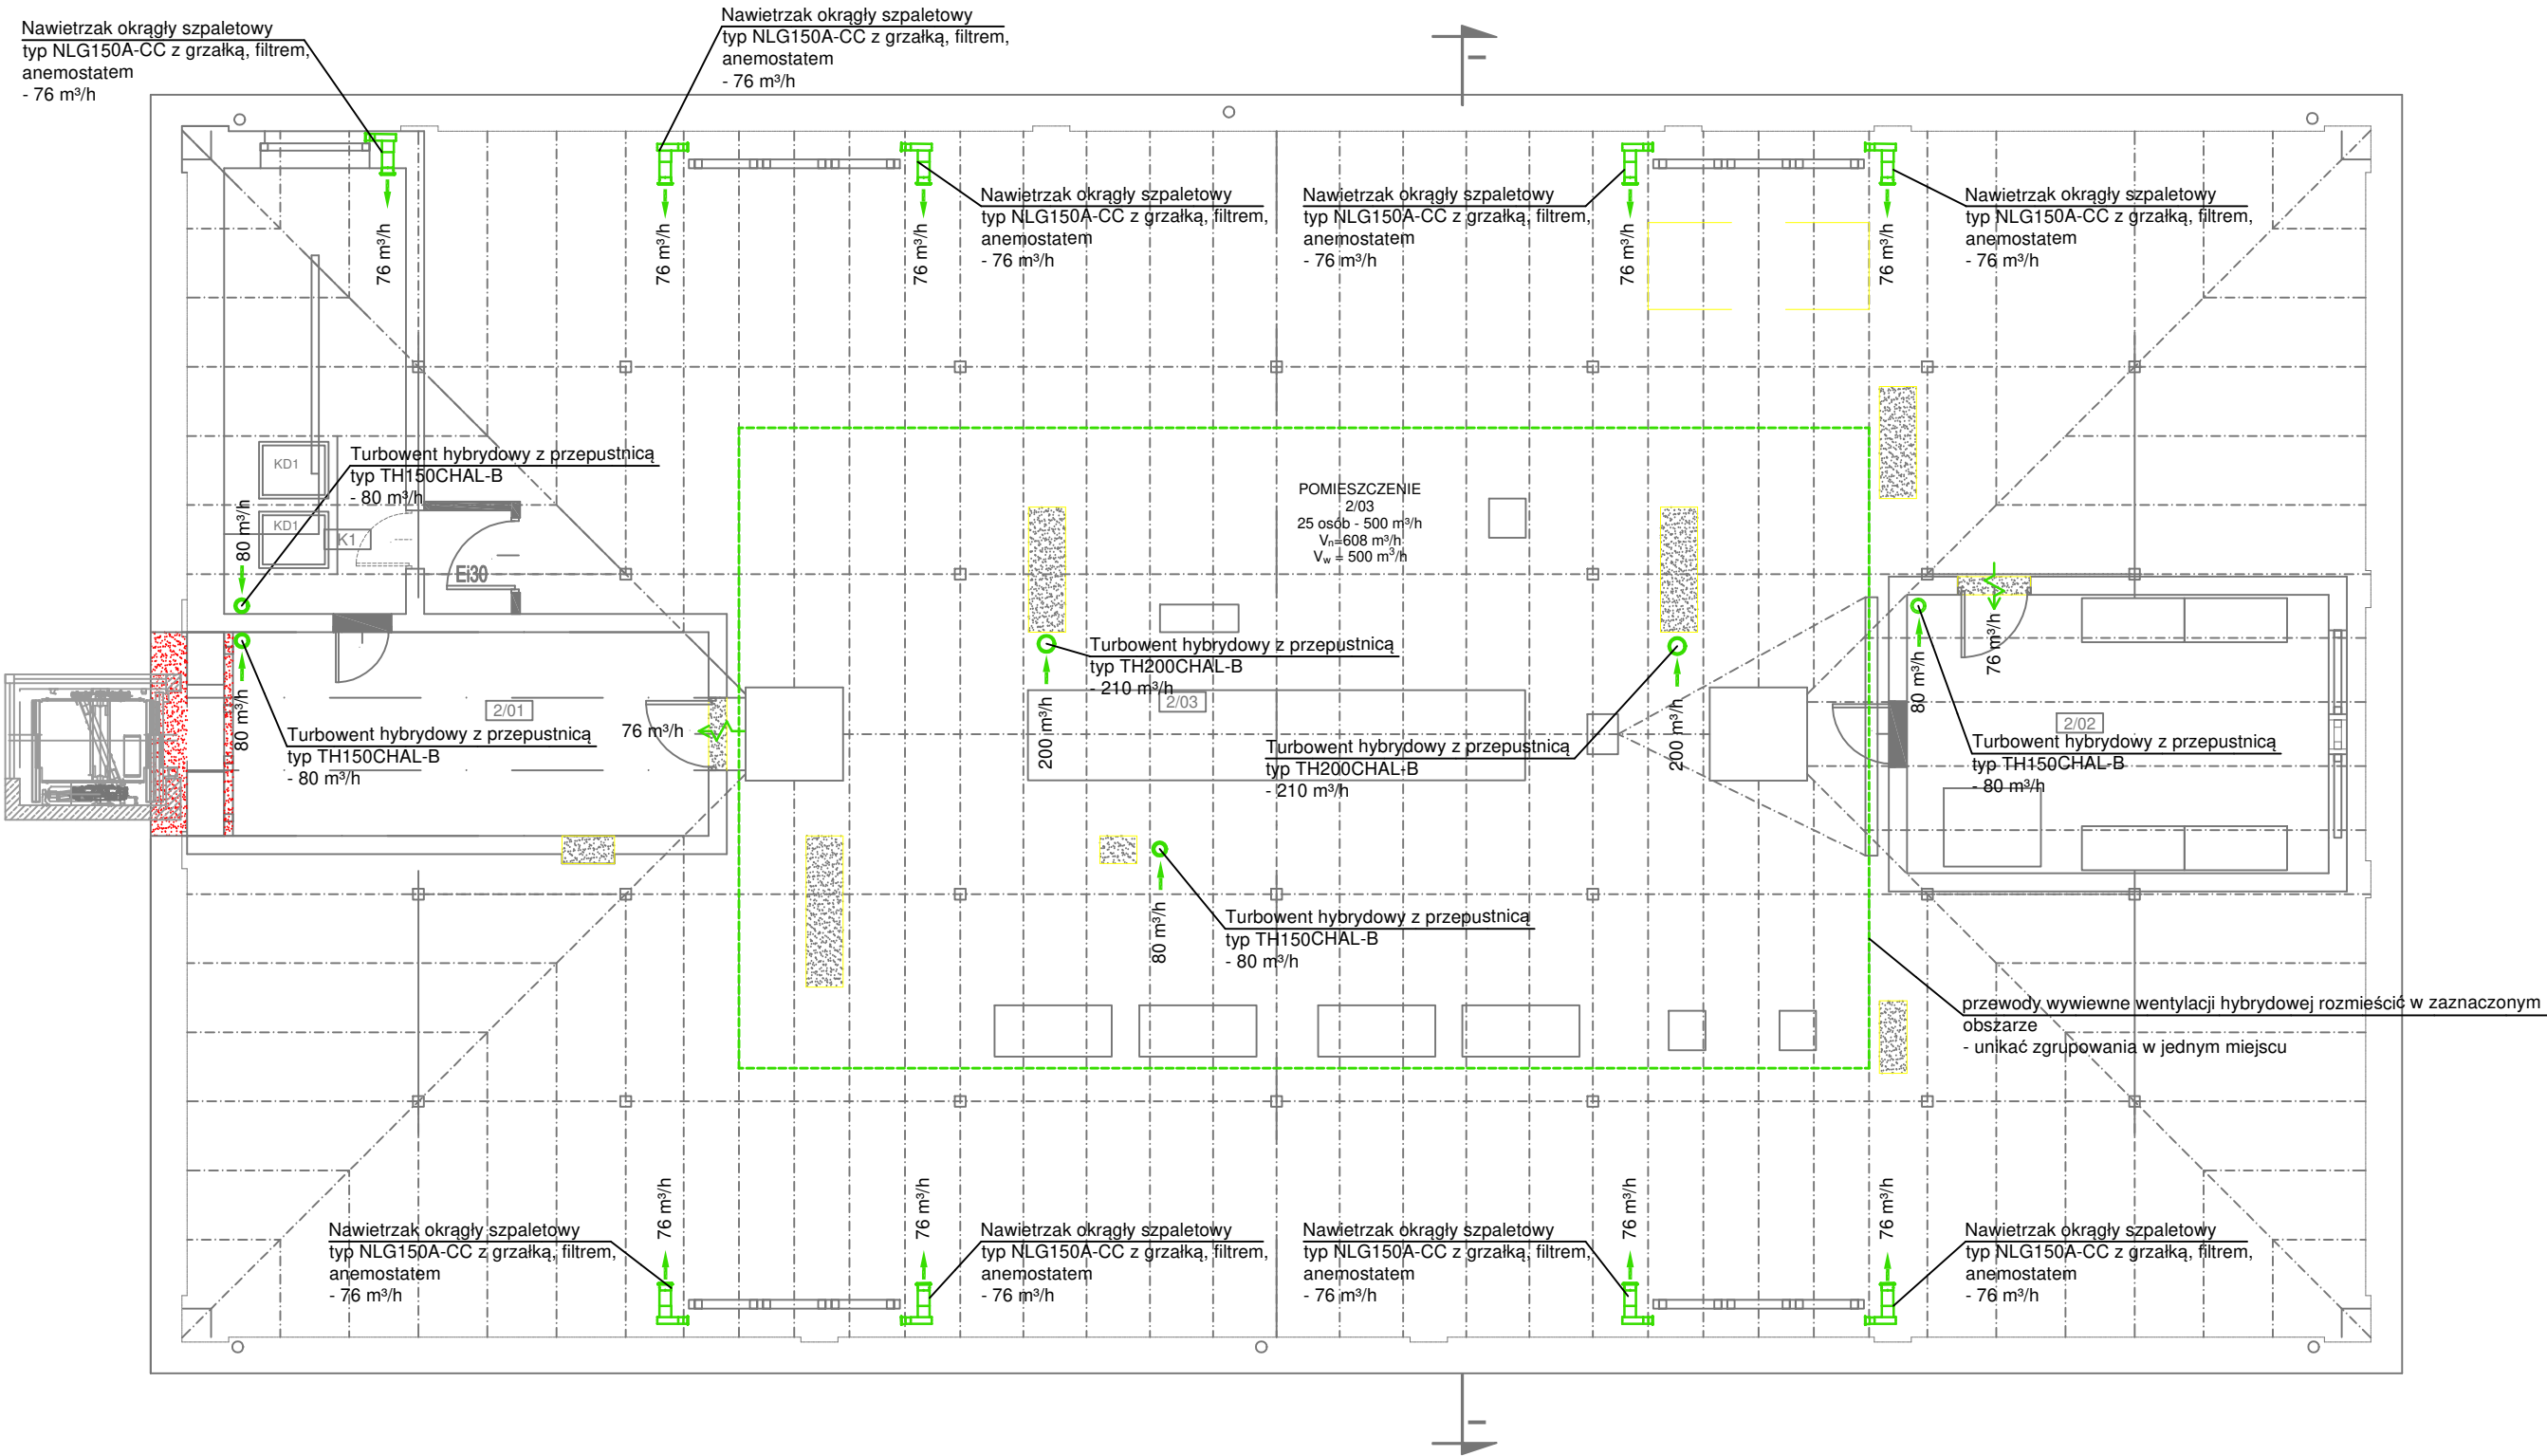 Nawietrzak okrągły szpaletowy
typ NLG150A-CC z grzałką, filtrem,
anemostatem
- 76 m³/h
Nawietrzak okrągły szpaletowy
typ NLG150A-CC z grzałką, filtrem,
anemostatem
- 76 m³/h
Nawietrzak okrągły szpaletowy
typ NLG150A-CC z grzałką, filtrem,
anemostatem
- 76 m³/h
Nawietrzak okrągły szpaletowy
typ NLG150A-CC z grzałką, filtrem,
anemostatem
- 76 m³/h
Nawietrzak okrągły szpaletowy
typ NLG150A-CC z grzałką, filtrem,
anemostatem
- 76 m³/h
76 m³/h
76 m³/h
76 m³/h
76 m³/h
76 m³/h
KD1
KD1
K1
Turbowent hybrydowy z przepustnicą
typ TH150CHAL-B
- 80 m³/h
80 m³/h
Ei30
POMIESZCZENIE
2/03
25 osób - 500 m³/h
Vₙ=608 m³/h
V_w = 500 m³/h
80 m³/h
2/01
76 m³/h
Turbowent hybrydowy z przepustnicą
typ TH150CHAL-B
- 80 m³/h
Turbowent hybrydowy z przepustnicą
typ TH200CHAL-B
- 210 m³/h
2/03
200 m³/h
Turbowent hybrydowy z przepustnicą
typ TH200CHAL-B
- 210 m³/h
200 m³/h
80 m³/h
76 m³/h
2/02
Turbowent hybrydowy z przepustnicą
typ TH150CHAL-B
- 80 m³/h
80 m³/h
Turbowent hybrydowy z przepustnicą
typ TH150CHAL-B
- 80 m³/h
przewody wywiewne wentylacji hybrydowej rozmieścić w zaznaczonym
obszarze
- unikać zgrupowania w jednym miejscu
76 m³/h
76 m³/h
76 m³/h
76 m³/h
Nawietrzak okrągły szpaletowy
typ NLG150A-CC z grzałką, filtrem,
anemostatem
- 76 m³/h
Nawietrzak okrągły szpaletowy
typ NLG150A-CC z grzałką, filtrem,
anemostatem
- 76 m³/h
Nawietrzak okrągły szpaletowy
typ NLG150A-CC z grzałką, filtrem,
anemostatem
- 76 m³/h
Nawietrzak okrągły szpaletowy
typ NLG150A-CC z grzałką, filtrem,
anemostatem
- 76 m³/h
I
I